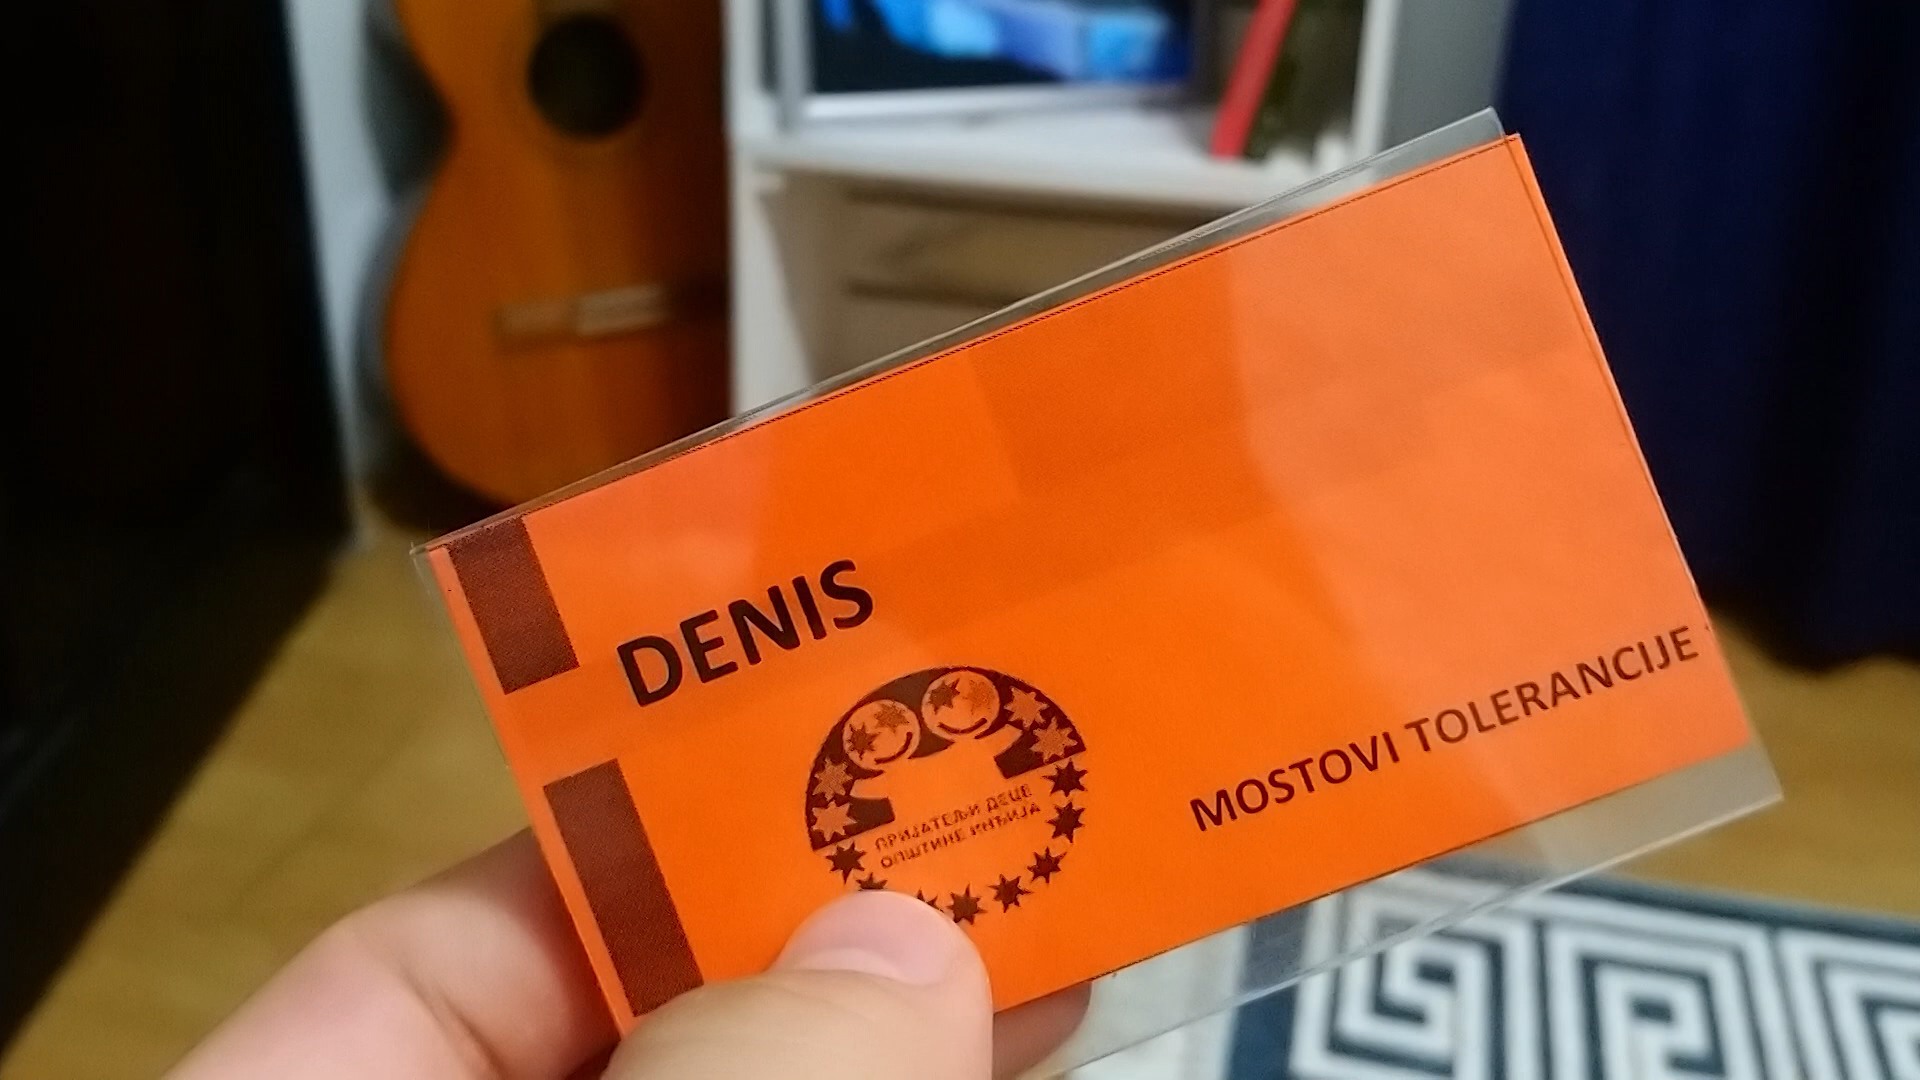 DENIS
ПРИЈАТЕЉИ ДЕЦЕ
ОПШТИНЕ ИНЂИЈА
MOSTOVI TOLERANCIJE